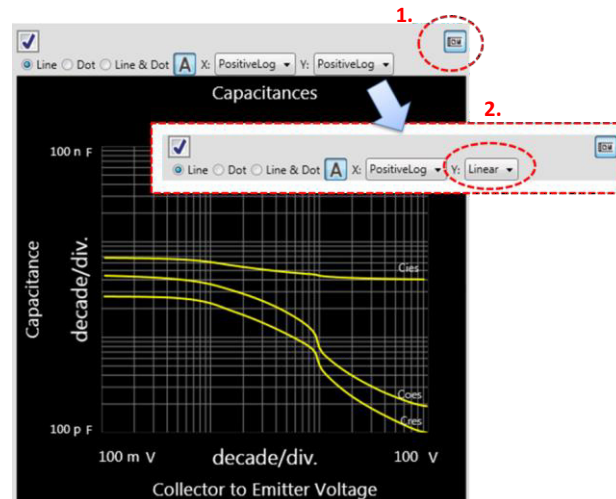 1.
Line Dot Line & Dot A X: PositiveLog Y: PositiveLog
Capacitances
2.
Line Dot Line & Dot A X: PositiveLog Y: Linear
100 n F
Capacitance
decade/div.
Cies
Coes
Cres
100 p F
100 m V decade/div. 100 V
Collector to Emitter Voltage